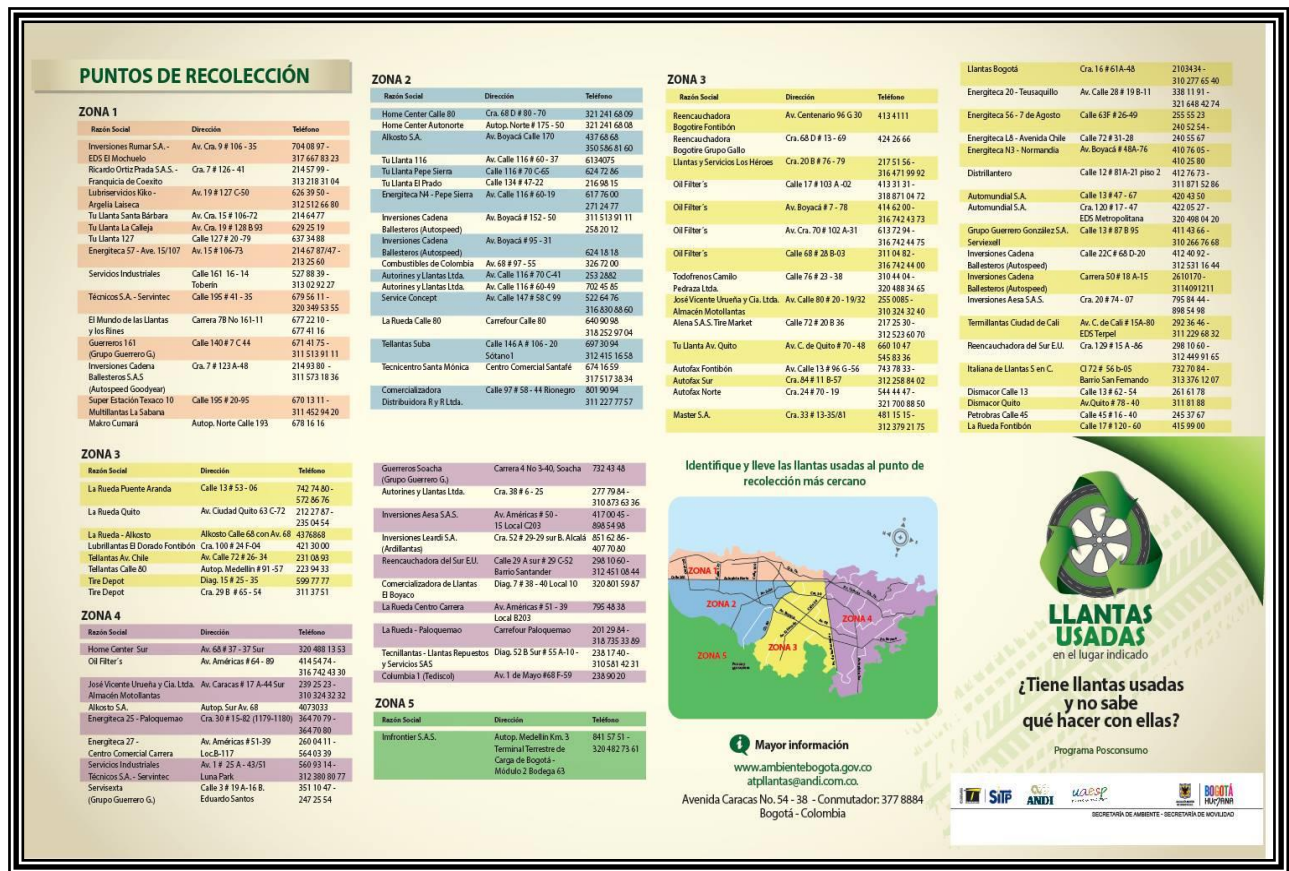 PUNTOS DE RECOLECCIÓN
ZONA 1
Razón Social Dirección Teléfono
Inversiones Rumar S.A. - Av. Cra. 9 # 106 - 35 704 08 97 -
EDS El Mochuelo 317 667 83 23
Ricardo Ortiz Prada S.A.S. - Cra. 7 # 126 - 41 214 57 99 -
Franquicia de Coexito 313 218 31 04
Lubriservicios Kiko - Av. 19 # 127 C-50 626 39 50 -
Argelia Laiseca 312 512 66 80
Tu Llanta Santa Bárbara Av. Cra. 15 # 106-72 214 64 77
Tu Llanta La Calleja Av. Cra. 19 # 128 B 93 629 25 19
Tu Llanta 127 Calle 127 # 20 -79 637 34 88
Energiteca 57 - Ave. 15/107 Av. 15 # 106-73 214 67 87/47 -
213 25 60
Servicios Industriales Calle 161 16 - 14 527 88 39 -
Toberín 313 02 92 27
Técnicos S.A. - Servintec Calle 195 # 41 - 35 679 56 11 -
320 349 53 55
El Mundo de las Llantas Carrera 7B No 161-11 677 22 10 -
y los Rines 677 41 16
Guerreros 161 Calle 140 # 7 C 44 671 41 75 -
(Grupo Guerrero G.) 311 513 91 11
Inversiones Cadena Cra. 7 # 123 A-48 214 93 80 -
Ballesteros S.A.S 311 573 18 36
(Autospeed Goodyear)
Super Estación Texaco 10 Calle 195 # 20-95 670 13 11 -
Multillantas La Sabana 311 452 94 20
Makro Cumará Autop. Norte Calle 193 678 16 16
ZONA 2
Razón Social Dirección Teléfono
Home Center Calle 80 Cra. 68 D # 80 - 70 321 241 68 09
Home Center Autonorte Autop. Norte # 175 - 50 321 241 68 08
Alkosto S.A. Av. Boyacá Calle 170 437 68 68
350 586 81 60
Tu Llanta 116 Av. Calle 116 # 60 - 37 6134075
Tu Llanta Pepe Sierra Calle 116 # 70 C-65 624 72 86
Tu Llanta El Prado Calle 134 # 47-22 216 98 15
Energiteca N4 - Pepe Sierra Av. Calle 116 # 60-19 617 76 00
271 24 77
Inversiones Cadena Av. Boyacá # 152 - 50 311 513 91 11
Ballesteros (Autospeed) 258 20 12
Inversiones Cadena Av. Boyacá # 95 - 31
Ballesteros (Autospeed) 624 18 18
Combustibles de Colombia Av. 68 # 97 - 55 326 72 00
Autorines y Llantas Ltda. Av. Calle 116 # 70 C-41 253 2882
Autorines y Llantas Ltda. Av. Calle 116 # 60-49 702 45 85
Service Concept Av. Calle 147 # 58 C 99 522 64 76
316 830 88 60
La Rueda Calle 80 Carrefour Calle 80 640 90 98
318 252 97 04
Tellantas Suba Calle 146 A # 106 - 20 697 30 94
Sótano1 312 415 16 58
Tecnicentro Santa Mónica Centro Comercial Santafé 674 16 59
317 517 38 34
Comercializadora Calle 97 # 58 - 44 Rionegro 801 90 94
Distribuidora R y R Ltda. 311 227 77 57
ZONA 3
Razón Social Dirección Teléfono
Reencauchadora Av. Centenario 96 G 30 413 4111
Bogotire Fontibón
Reencauchadora Cra. 68 D # 13 - 69 424 26 66
Bogotire Grupo Gallo
Llantas y Servicios Los Héroes Cra. 20 B # 76 - 79 217 51 56 -
316 471 99 92
Oil Filter´s Calle 17 # 103 A -02 413 31 31 -
318 871 04 72
Oil Filter´s Av. Boyacá # 7 - 78 414 62 00 -
316 742 43 73
Oil Filter´s Av. Cra. 70 # 102 A-31 613 72 94 -
316 742 44 75
Oil Filter´s Calle 68 # 28 B-03 311 04 82 -
316 742 44 00
Todofrenos Camilo Calle 76 # 23 - 38 310 44 04 -
Pedraza Ltda. 320 488 34 65
José Vicente Urueña y Cia. Ltda. Av. Calle 80 # 20 - 19/32 255 0085 -
Almacén Motollantas 310 324 32 40
Alena S.A.S. Tire Market Calle 72 # 20 B 36 217 25 30 -
312 523 60 70
Tu Llanta Av. Quito Av. C. de Quito # 70 - 48 660 10 47
545 83 36
Autofax Fontibón Av. Calle 13 # 96 G -56 743 78 33 -
Autofax Sur Cra. 84 # 11 B-57 312 258 84 02
Autofax Norte Cra. 24 # 70 - 19 544 44 47 -
321 700 88 50
Master S.A. Cra. 33 # 13-35/81 481 15 15 -
312 379 21 75
Llantas Bogotá Cra. 16 # 61A-48 2103434 -
310 277 65 40
Energiteca 20 - Teusaquillo Av. Calle 28 # 19 B-11 338 11 91 -
321 648 42 74
Energiteca 56 - 7 de Agosto Calle 63F # 26-49 255 55 23
240 52 54 -
Energiteca L8 - Avenida Chile Calle 72 # 31-28 240 55 67
Energiteca N3 - Normandia Av. Boyacá # 48A-76 410 76 05 -
410 25 80
Distrillantero Calle 12 # 81A-21 piso 2 412 76 73 -
311 871 52 86
Automundial S.A. Calle 13 # 47 - 67 420 43 50
Automundial S.A. Cra. 120 # 17 - 47 422 05 27 -
EDS Metropolitana 320 498 04 20
Grupo Guerrero González S.A. Calle 13 # 87 B 95 411 43 66 -
Serviexell 310 266 76 68
Inversiones Cadena Calle 22C # 68 D-20 412 40 92 -
Ballesteros (Autospeed) 312 531 16 44
Inversiones Cadena Carrera 50 # 18 A-15 2610170 -
Ballesteros (Autospeed) 3114091211
Inversiones Aesa S.A.S. Cra. 20 # 74 - 07 795 84 44 -
898 54 98
Termillantas Ciudad de Cali Av. C. de Cali # 15A-80 292 36 46 -
EDS Terpel 311 229 68 32
Reencauchadora del Sur E.U. Cra. 129 # 15 A -86 298 10 60 -
312 449 91 65
Italiana de Llantas S en C. Cl 72 # 56 b-05 732 70 84 -
Barrio San Fernando 313 376 12 07
Dismacor Calle 13 Calle 13 # 62 - 54 261 61 78
Dismacor Quito Av.Quito # 78 - 40 311 81 88
Petrobras Calle 45 Calle 45 # 16 - 40 245 37 67
La Rueda Fontibón Calle 17 # 120 - 60 415 99 00
ZONA 3
Razón Social Dirección Teléfono
La Rueda Puente Aranda Calle 13 # 53 - 06 742 74 80 -
572 86 76
La Rueda Quito Av. Ciudad Quito 63 C-72 212 27 87 -
235 04 54
La Rueda - Alkosto Alkosto Calle 68 con Av. 68 4376868
Lubrillantas El Dorado Fontibón Cra. 100 # 24 F-04 421 30 00
Tellantas Av. Chile Av. Calle 72 # 26- 34 231 08 93
Tellantas Calle 80 Autop. Medellín # 91 -57 223 94 33
Tire Depot Diag. 15 # 25 - 35 599 77 77
Tire Depot Cra. 29 B # 65 - 54 311 37 51
ZONA 4
Razón Social Dirección Teléfono
Home Center Sur Av. 68 # 37 - 37 Sur 320 488 13 53
Oil Filter´s Av. Américas # 64 - 89 414 54 74 -
316 742 43 30
José Vicente Urueña y Cia. Ltda. Av. Caracas # 17 A-44 Sur 239 25 23 -
Almacén Motollantas 310 324 32 32
Alkosto S.A. Autop. Sur Av. 68 4073033
Energiteca 25 - Paloquemao Cra. 30 # 15-82 (1179-1180) 364 70 79 -
364 70 80
Energiteca 27 - Av. Américas # 51-39 260 04 11 -
Centro Comercial Carrera Loc.B-117 564 03 39
Servicios Industriales Av. 1 # 25 A - 43/51 560 93 14 -
Técnicos S.A. - Servintec Luna Park 312 380 80 77
Servisexta Calle 3 # 19 A-16 B. 351 10 47 -
(Grupo Guerrero G.) Eduardo Santos 247 25 54
Guerreros Soacha Carrera 4 No 3-40, Soacha 732 43 48
(Grupo Guerrero G.)
Autorines y Llantas Ltda. Cra. 38 # 6 - 25 277 79 84 -
310 873 63 36
Inversiones Aesa S.A.S. Av. Américas # 50 - 417 00 45 -
15 Local C203 898 54 98
Inversiones Leardi S.A. Cra. 52 # 29-29 sur B. Alcalá 851 62 86 -
(Ardillantas) 407 70 80
Reencauchadora del Sur E.U. Calle 29 A sur # 29 C-52 298 10 60 -
Barrio Santander 312 451 08 44
Comercializadora de Llantas Diag. 7 # 38 - 40 Local 10 320 801 59 87
El Boyaco
La Rueda Centro Carrera Av. Américas # 51 - 39 795 48 38
Local B203
La Rueda - Paloquemao Carrefour Paloquemao 201 29 84 -
318 735 33 89
Tecnillantas - Llantas Repuestos Diag. 52 B Sur # 55 A-10 - 238 17 40 -
y Servicios SAS 310 581 42 31
Columbia 1 (Tediscol) Av. 1 de Mayo #68 F-59 238 90 20
ZONA 5
Razón Social Dirección Teléfono
Imfrontier S.A.S. Autop. Medellín Km. 3 841 57 51 -
Terminal Terrestre de 320 482 73 61
Carga de Bogotá -
Módulo 2 Bodega 63
Identifique y lleve las llantas usadas al punto de
recolección más cercano
ZONA 1
ZONA 2
ZONA 4
ZONA 3
ZONA 5
Mayor información
www.ambientebogota.gov.co
atpllantas@andi.com.co.
Avenida Caracas No. 54 - 38 - Conmutador: 377 8884
Bogotá - Colombia
LLANTAS
USADAS
en el lugar indicado
¿Tiene llantas usadas
y no sabe
qué hacer con ellas?
Programa Posconsumo
SITP ANDI uaesp BOGOTÁ
HUMANA
SECRETARÍA DE AMBIENTE - SECRETARÍA DE MOVILIDAD